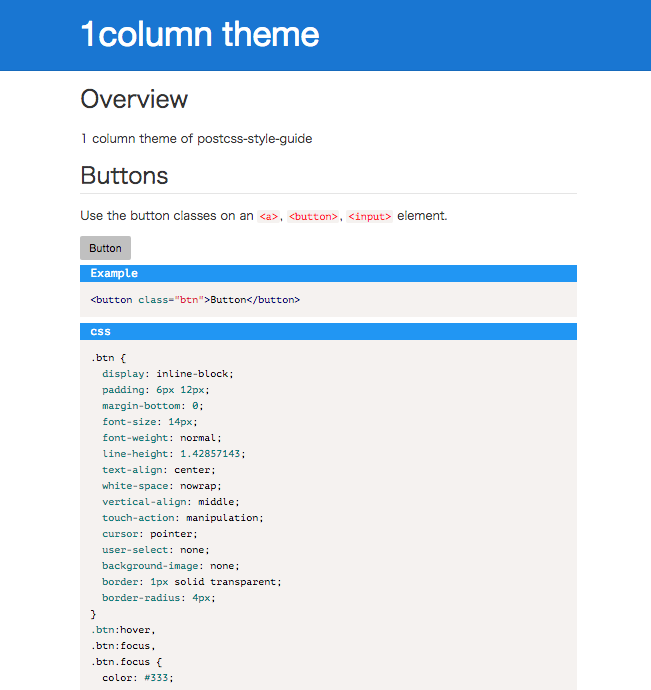 1column theme
Overview
1 column theme of postcss-style-guide
Buttons
Use the button classes on an <a>, <button>, <input> element.
Button
Example
<button class="btn">Button</button>
css
.btn {
  display: inline-block;
  padding: 6px 12px;
  margin-bottom: 0;
  font-size: 14px;
  font-weight: normal;
  line-height: 1.42857143;
  text-align: center;
  white-space: nowrap;
  vertical-align: middle;
  touch-action: manipulation;
  cursor: pointer;
  user-select: none;
  background-image: none;
  border: 1px solid transparent;
  border-radius: 4px;
}
.btn:hover,
.btn:focus,
.btn.focus {
  color: #333;